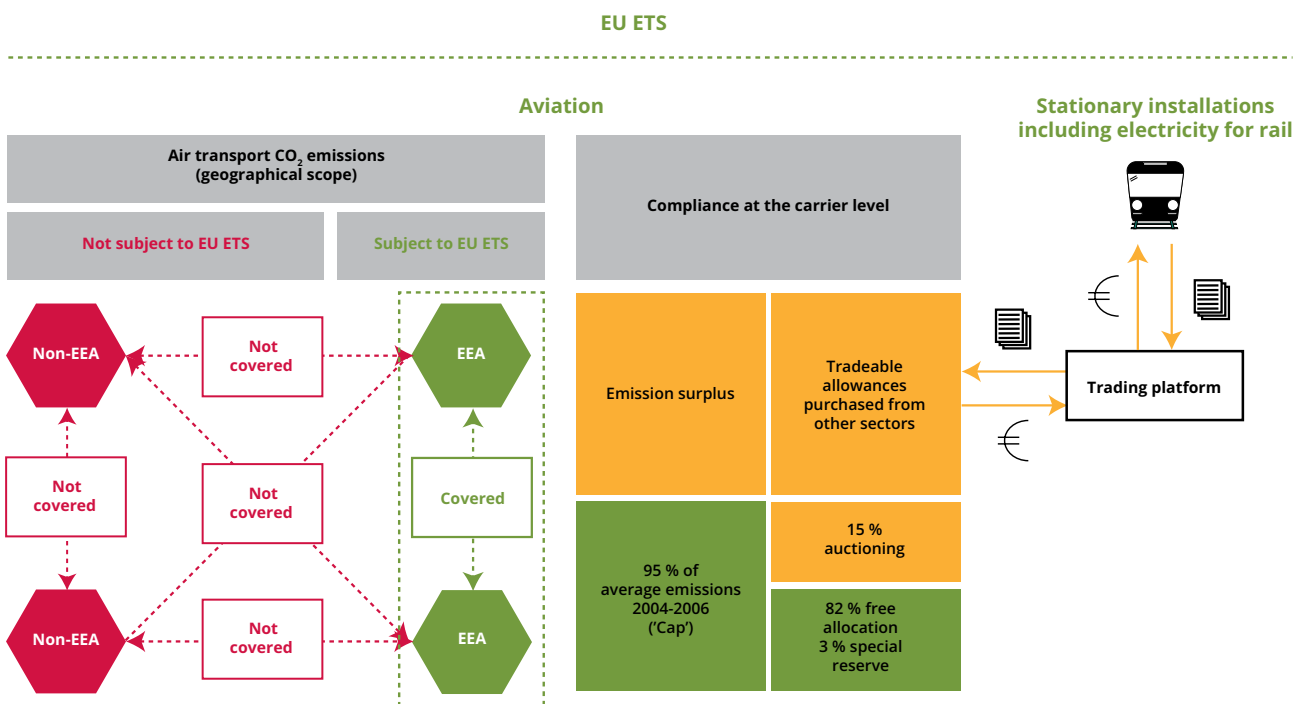 EU ETS
Aviation
Stationary installations
including electricity for rail
Air transport CO₂ emissions
(geographical scope)
Compliance at the carrier level
Not subject to EU ETS
Subject to EU ETS
Non-EEA
Not
covered
EEA
Not
covered
Not
covered
Covered
Non-EEA
Not
covered
EEA
Emission surplus
Tradeable
allowances
purchased from
other sectors
95 % of
average emissions
2004-2006
('Cap')
15 %
auctioning
82 % free
allocation
3 % special
reserve
€
Trading platform
€